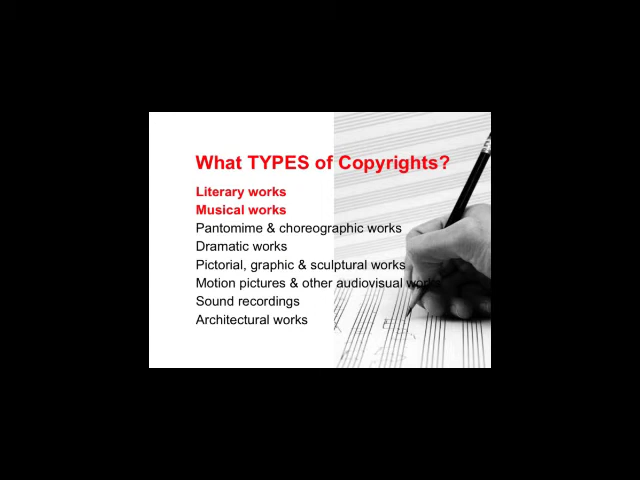 What TYPES of Copyrights?
Literary works
Musical works
Pantomime & choreographic works
Dramatic works
Pictorial, graphic & sculptural works
Motion pictures & other audiovisual works
Sound recordings
Architectural works